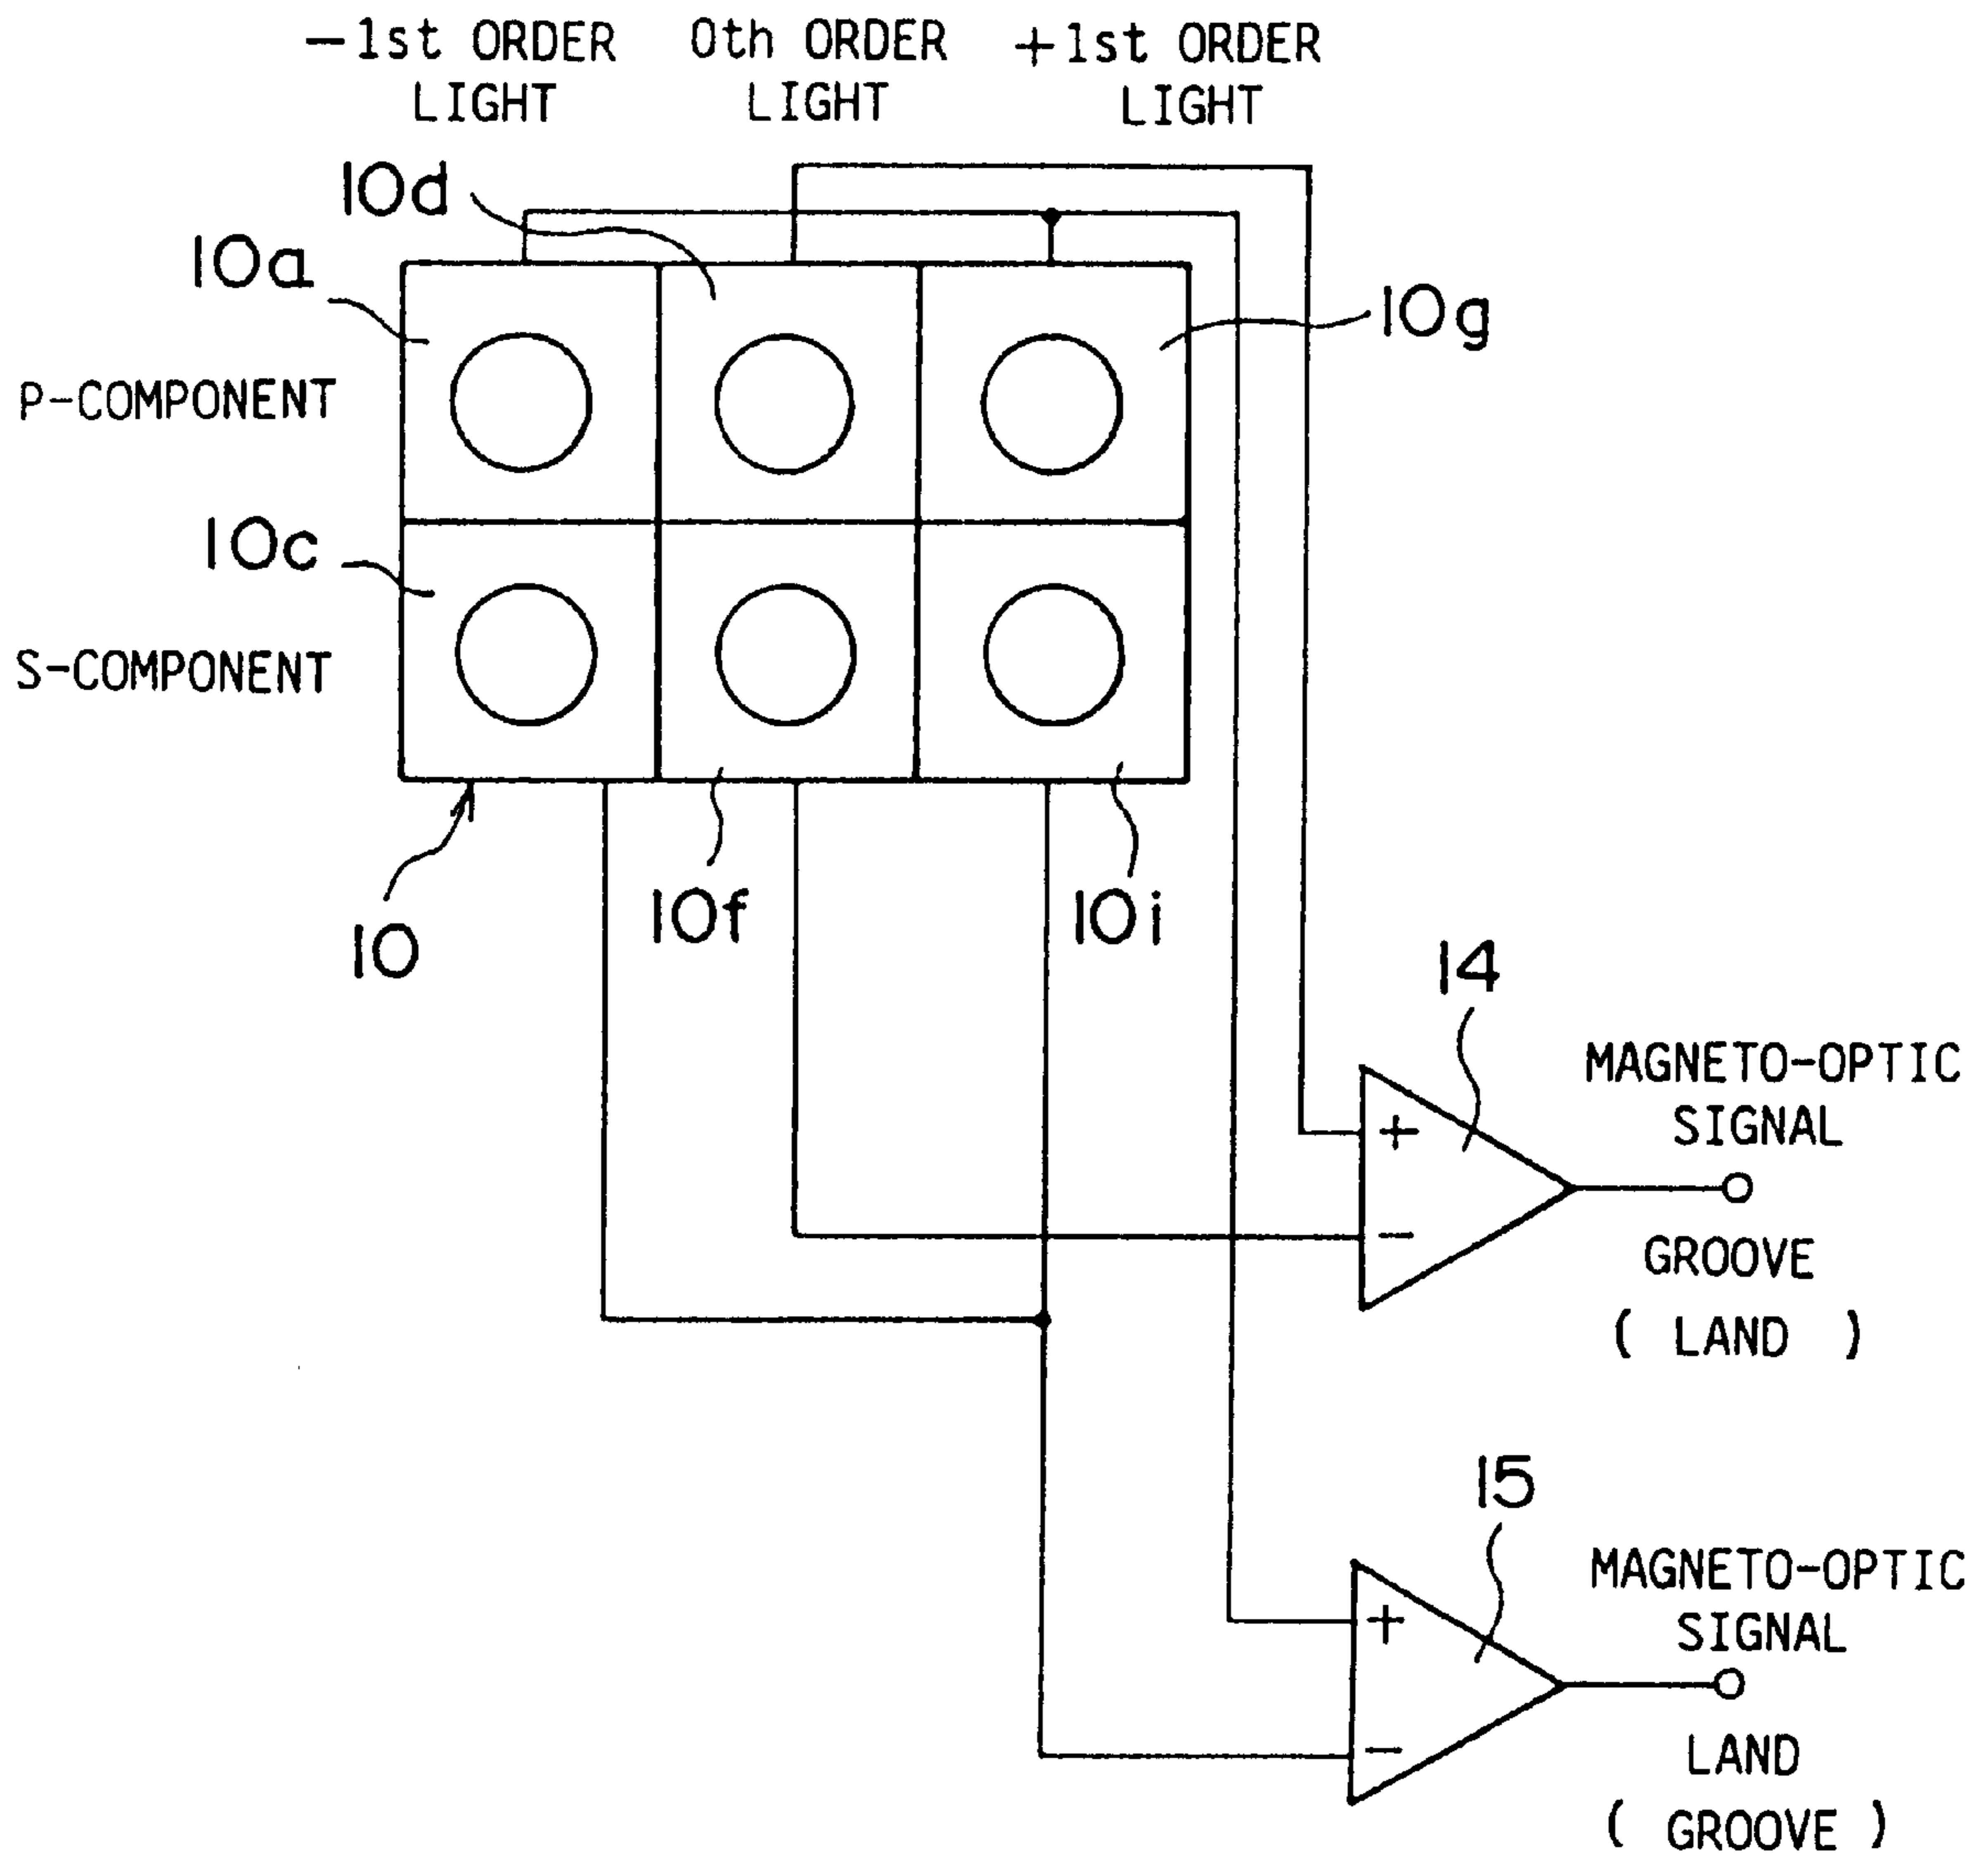 −1st ORDER
LIGHT
0th ORDER
LIGHT
+1st ORDER
LIGHT
10d
10a
10g
P-COMPONENT
10c
S-COMPONENT
10f
10i
10
14
MAGNETO-OPTIC
SIGNAL
+
−
GROOVE
( LAND )
15
MAGNETO-OPTIC
SIGNAL
+
−
LAND
( GROOVE )